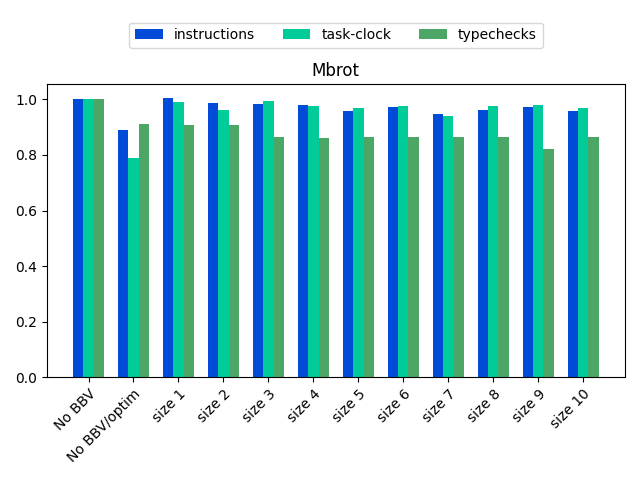 instructions task-clock typechecks
Mbrot
1.0
0.8
0.6
0.4
0.2
0.0
No BBV
No BBV/optim
size 1
size 2
size 3
size 4
size 5
size 6
size 7
size 8
size 9
size 10